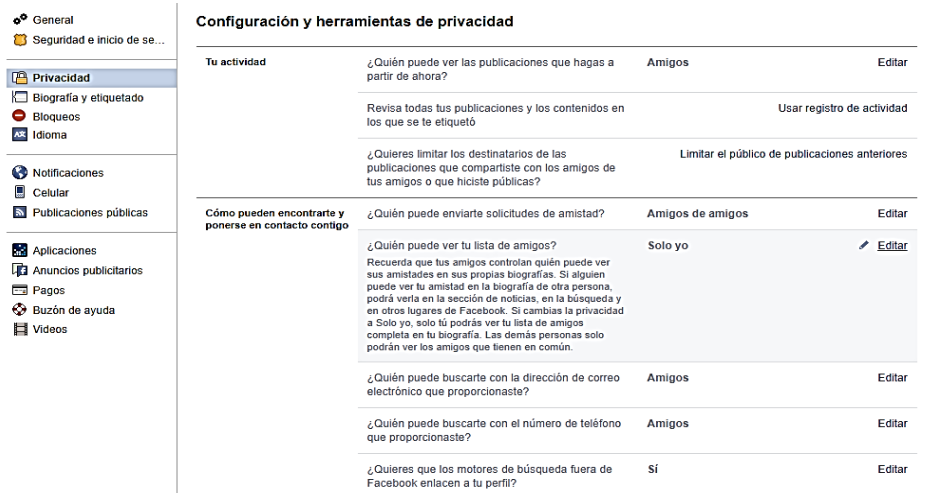 General
Seguridad e inicio de se...
Privacidad
Biografía y etiquetado
Bloqueos
Idioma
Notificaciones
Celular
Publicaciones públicas
Aplicaciones
Anuncios publicitarios
Pagos
Buzón de ayuda
Videos
Configuración y herramientas de privacidad
Tu actividad
¿Quién puede ver las publicaciones que hagas a
partir de ahora?
Amigos
Editar
Revisa todas tus publicaciones y los contenidos en
los que se te etiquetó
Usar registro de actividad
¿Quieres limitar los destinatarios de las
publicaciones que compartiste con los amigos de
tus amigos o que hiciste públicas?
Limitar el público de publicaciones anteriores
Cómo pueden encontrarte y
ponerse en contacto contigo
¿Quién puede enviarte solicitudes de amistad?
Amigos de amigos
Editar
¿Quién puede ver tu lista de amigos?
Solo yo
Editar
Recuerda que tus amigos controlan quién puede ver
sus amistades en sus propias biografías. Si alguien
puede ver tu amistad en la biografía de otra persona,
podrá verla en la sección de noticias, en la búsqueda y
en otros lugares de Facebook. Si cambias la privacidad
a Solo yo, solo tú podrás ver tu lista de amigos
completa en tu biografía. Las demás personas solo
podrán ver los amigos que tienen en común.
¿Quién puede buscarte con la dirección de correo
electrónico que proporcionaste?
Amigos
Editar
¿Quién puede buscarte con el número de teléfono
que proporcionaste?
Amigos
Editar
¿Quieres que los motores de búsqueda fuera de
Facebook enlacen a tu perfil?
Sí
Editar